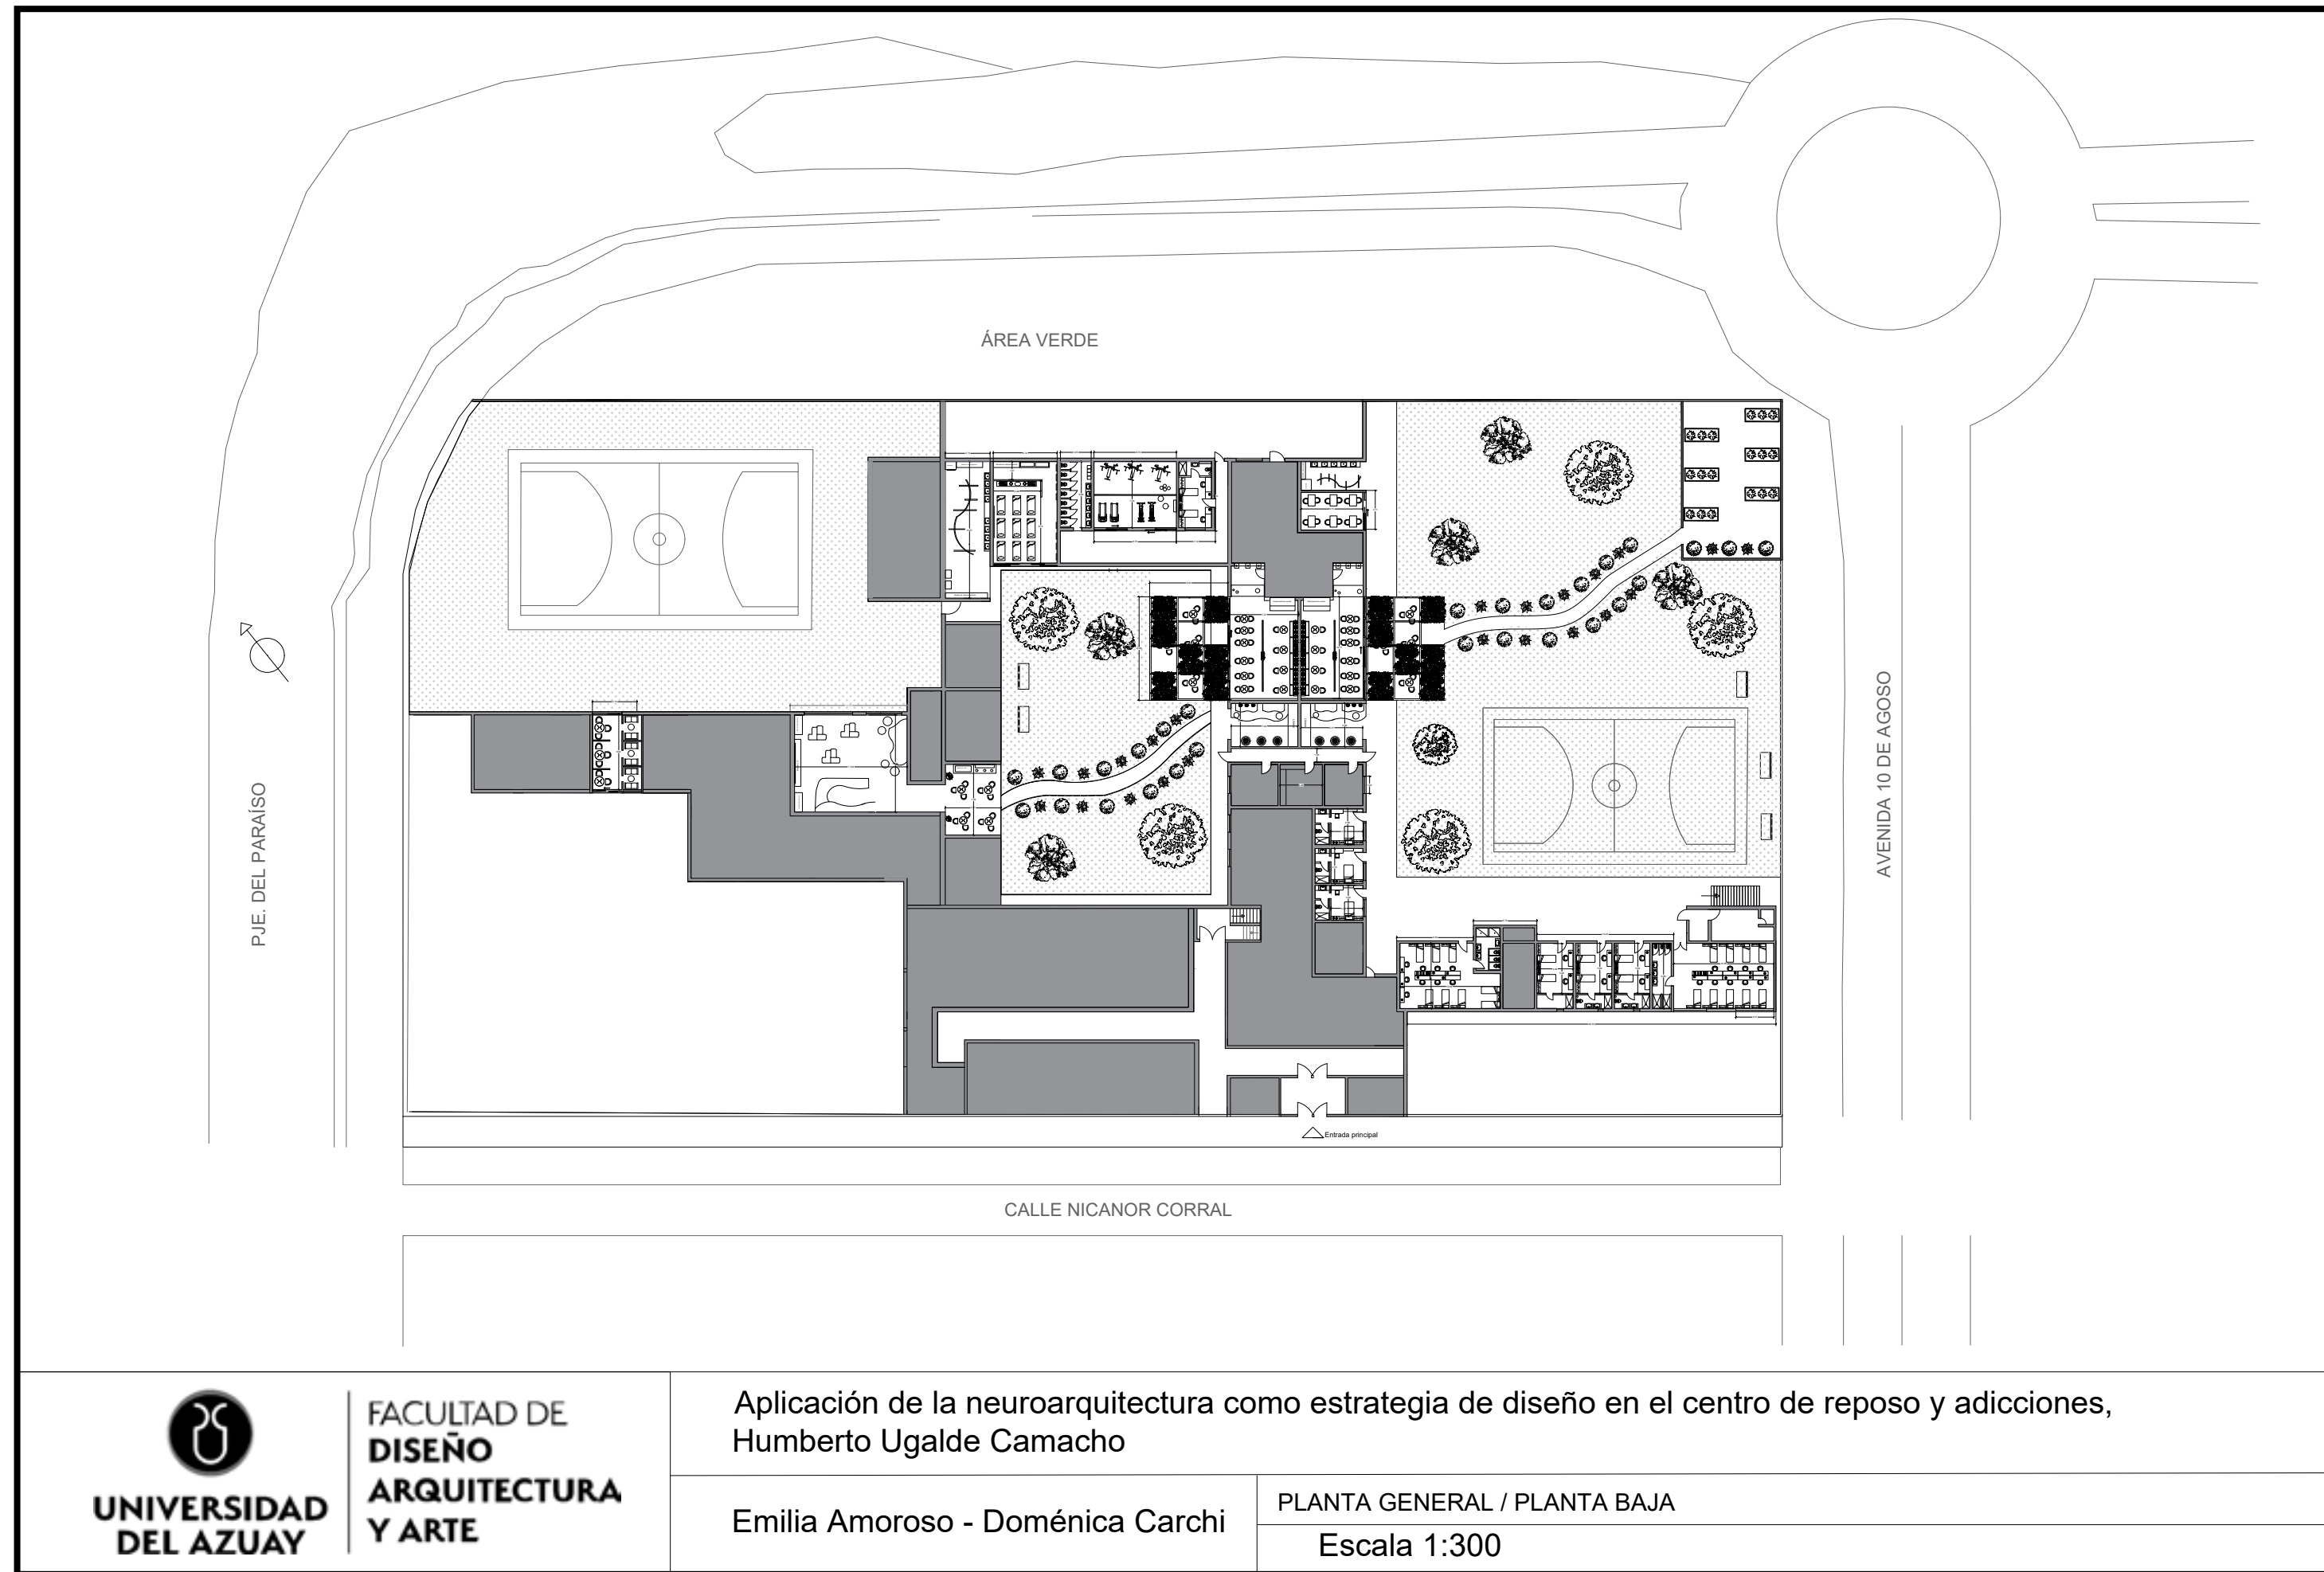 ÁREA VERDE
PJE. DEL PARAÍSO
AVENIDA 10 DE AGOSO
Entrada principal
CALLE NICANOR CORRAL
UNIVERSIDAD
DEL AZUAY
FACULTAD DE
DISEÑO
ARQUITECTURA
Y ARTE
Aplicación de la neuroarquitectura como estrategia de diseño en el centro de reposo y adicciones,
Humberto Ugalde Camacho
Emilia Amoroso - Doménica Carchi
PLANTA GENERAL / PLANTA BAJA
Escala 1:300